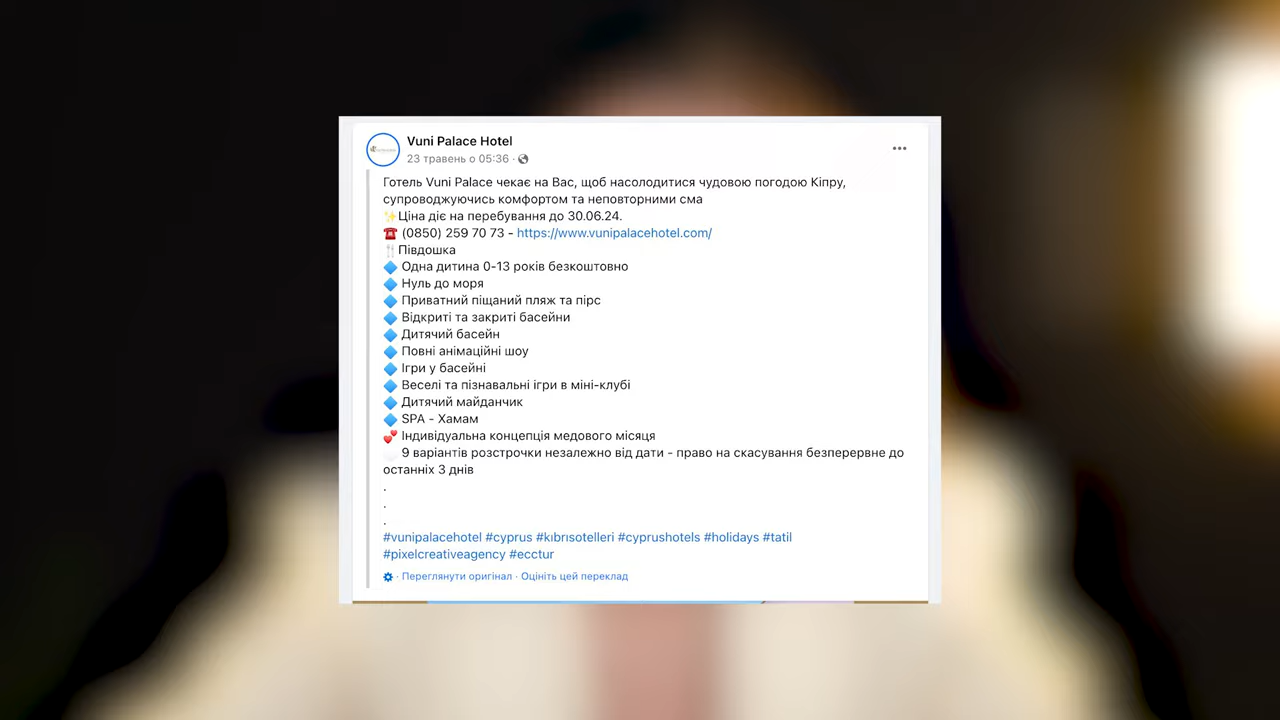 Vuni Palace Hotel
23 травень о 05:36 ·
Готель Vuni Palace чекає на Вас, щоб насолодитися чудовою погодою Кіпру,
супроводжуючись комфортом та неповторними сма
✨Ціна діє на перебування до 30.06.24.
☎️ (0850) 259 70 73 - https://www.vunipalacehotel.com/
🍴Півдошка
🔷 Одна дитина 0-13 років безкоштовно
🔷 Нуль до моря
🔷 Приватний піщаний пляж та пірс
🔷 Відкриті та закриті басейни
🔷 Дитячий басейн
🔷 Повні анімаційні шоу
🔷 Ігри у басейні
🔷 Веселі та пізнавальні ігри в міні-клубі
🔷 Дитячий майданчик
🔷 SPA - Хамам
💕 Індивідуальна концепція медового місяця
9 варіантів розстрочки незалежно від дати - право на скасування безперервне до
останніх 3 днів
.
.
.
#vunipalacehotel #cyprus #kıbrısotelleri #cyprushotels #holidays #tatil
#pixelcreativeagency #ecctur
· Переглянути оригінал · Оцініть цей переклад